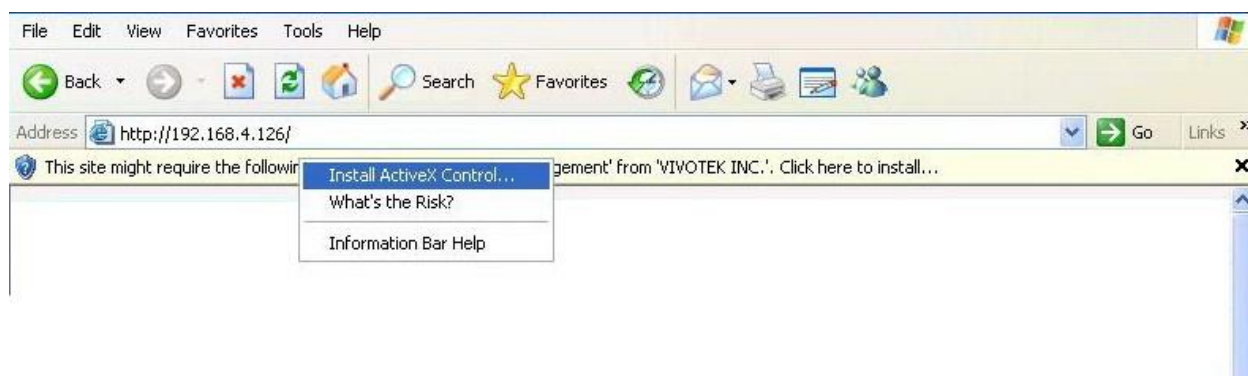 File Edit View Favorites Tools Help
Back Search Favorites
Address http://192.168.4.126/ Go Links »
This site might require the followin gement' from 'VIVOTEK INC.'. Click here to install...
Install ActiveX Control...
What's the Risk?
Information Bar Help